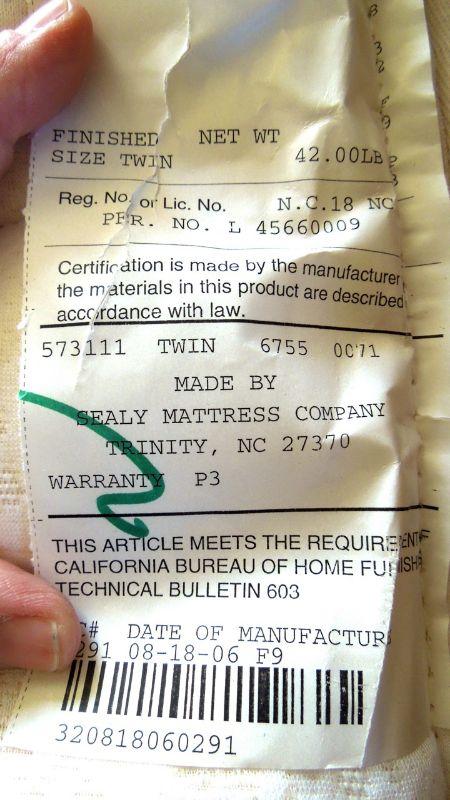 FINISHED NET WT
SIZE TWIN 42.00LB
Reg. No. or Lic. No. N.C.18 NC
PER. NO. L 45660009
Certification is made by the manufacturer
the materials in this product are described
accordance with law.
573111 TWIN 6755 0071
MADE BY
SEALY MATTRESS COMPANY
TRINITY, NC 27370
WARRANTY P3
THIS ARTICLE MEETS THE
CALIFORNIA BUREAU OF HOME
TECHNICAL BULLETIN 603
# DATE OF MANUFACTUR
291 08-18-06 F9
320818060291